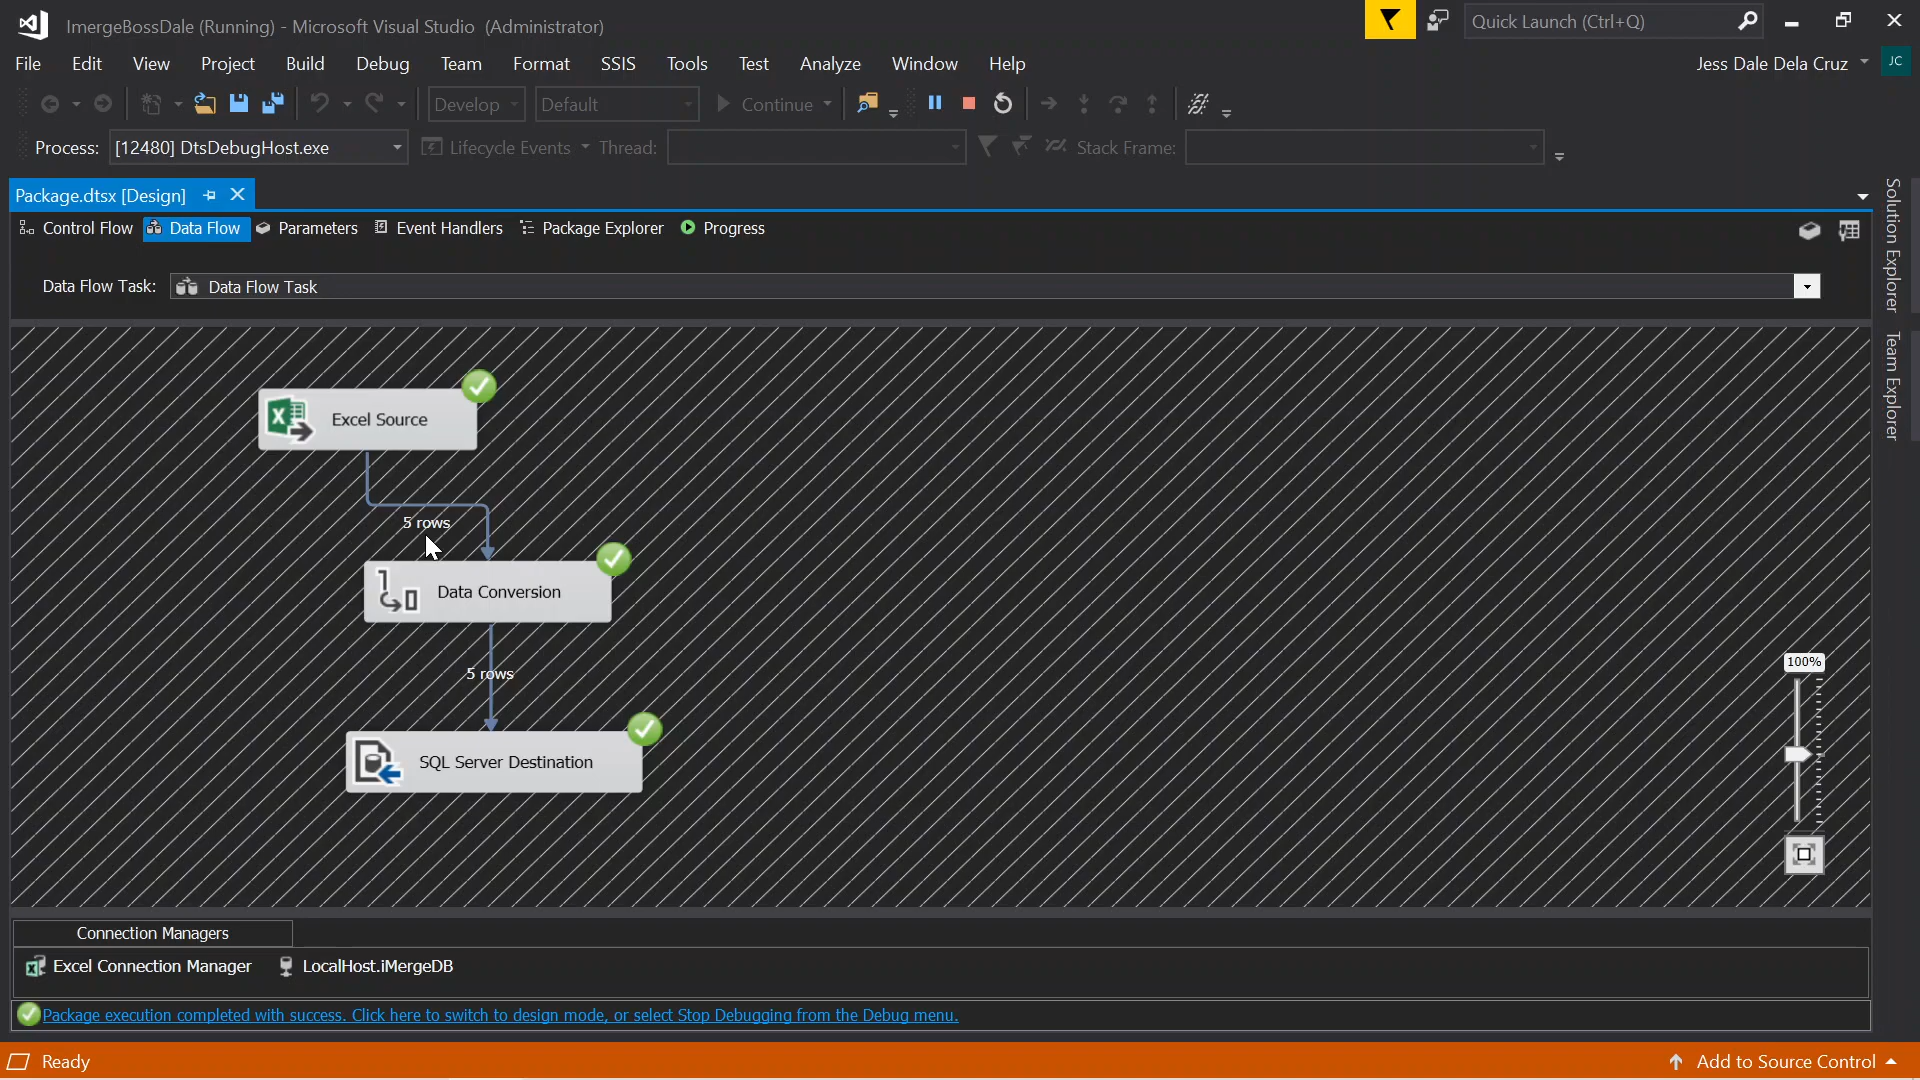 ImergeBossDale (Running) - Microsoft Visual Studio (Administrator)
Quick Launch (Ctrl+Q)
File Edit View Project Build Debug Team Format SSIS Tools Test Analyze Window Help
Jess Dale Dela Cruz JC
Develop Default Continue
Process: [12480] DtsDebugHost.exe Lifecycle Events Thread: Stack Frame:
Package.dtsx [Design]
Control Flow Data Flow Parameters Event Handlers Package Explorer Progress
Data Flow Task: Data Flow Task
Solution Explorer
Team Explorer
Excel Source
5 rows
Data Conversion
5 rows
SQL Server Destination
100%
Connection Managers
Excel Connection Manager LocalHost.iMergeDB
Package execution completed with success. Click here to switch to design mode, or select Stop Debugging from the Debug menu.
Ready
Add to Source Control